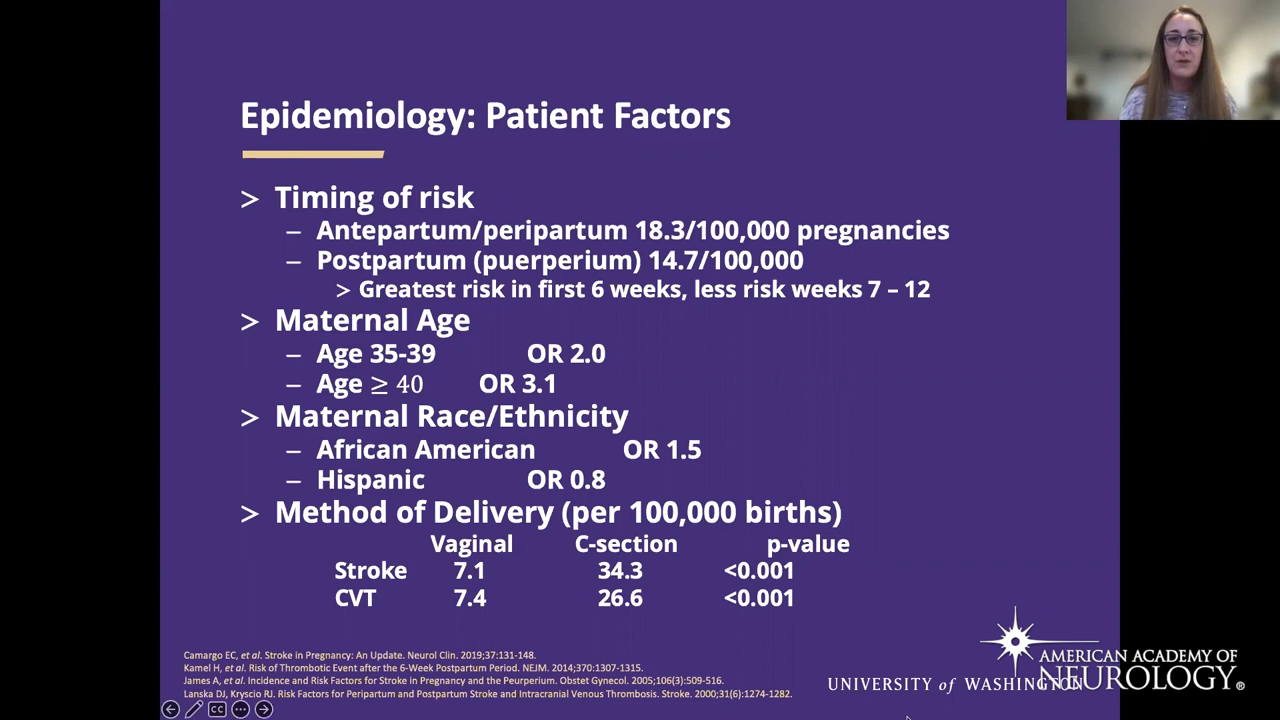 Epidemiology: Patient Factors
> Timing of risk
– Antepartum/peripartum 18.3/100,000 pregnancies
– Postpartum (puerperium) 14.7/100,000
> Greatest risk in first 6 weeks, less risk weeks 7 – 12
> Maternal Age
– Age 35-39 OR 2.0
– Age ≥ 40 OR 3.1
> Maternal Race/Ethnicity
– African American OR 1.5
– Hispanic OR 0.8
> Method of Delivery (per 100,000 births)
Vaginal C-section p-value
Stroke 7.1 34.3 <0.001
CVT 7.4 26.6 <0.001
Camargo EC, et al. Stroke in Pregnancy: An Update. Neurol Clin. 2019;37:131-148.
Kamel H, et al. Risk of Thrombotic Event after the 6-Week Postpartum Period. NEJM. 2014;370:1307-1315.
James A, et al. Incidence and Risk Factors for Stroke in Pregnancy and the Peurperium. Obstet Gynecol. 2005;106(3):509-516.
Lanska DJ, Kryscio RJ. Risk Factors for Peripartum and Postpartum Stroke and Intracranial Venous Thrombosis. Stroke. 2000;31(6):1274-1282.
UNIVERSITY of WASHINGTON
AMERICAN ACADEMY OF
NEUROLOGY®
CC